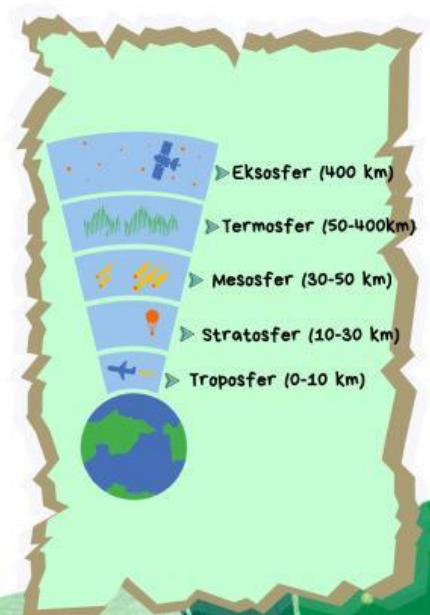 Eksosfer (400 km)
Termosfer (50-400km)
Mesosfer (30-50 km)
Stratosfer (10-30 km)
Troposfer (0-10 km)